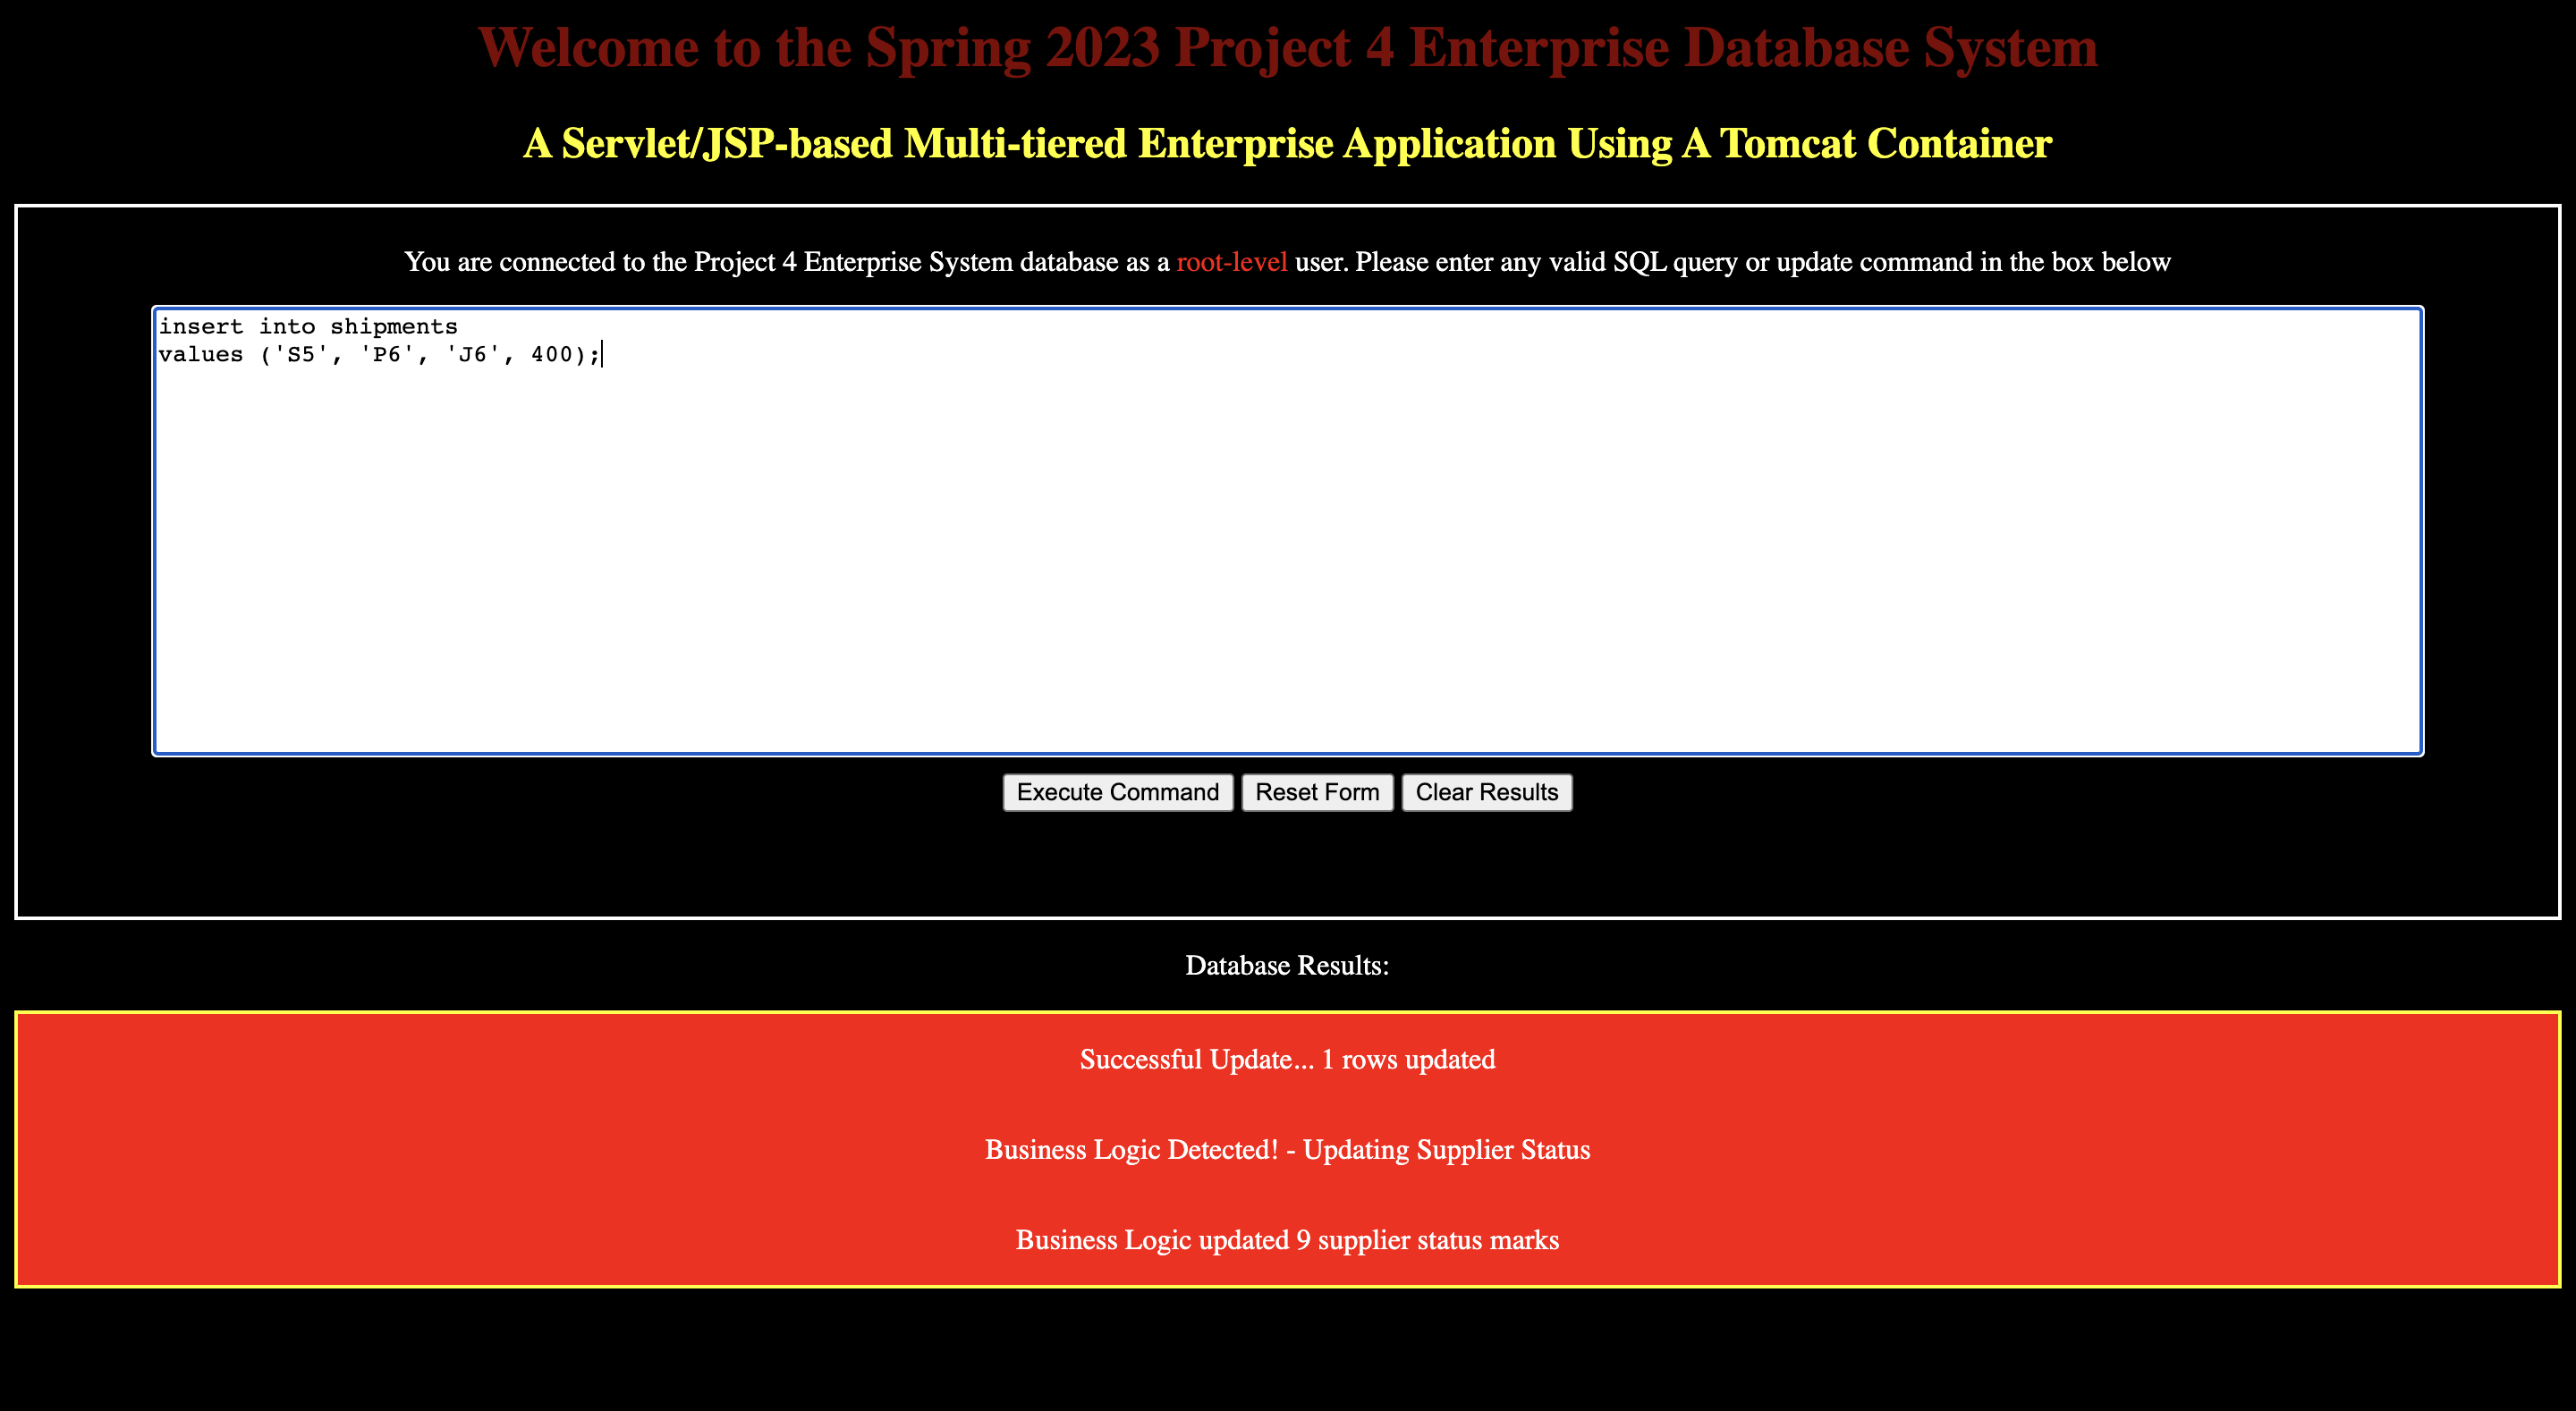 Welcome to the Spring 2023 Project 4 Enterprise Database System
A Servlet/JSP-based Multi-tiered Enterprise Application Using A Tomcat Container
You are connected to the Project 4 Enterprise System database as a root-level user. Please enter any valid SQL query or update command in the box below
insert into shipments
values ('S5', 'P6', 'J6', 400);
Execute Command Reset Form Clear Results
Database Results:
Successful Update... 1 rows updated
Business Logic Detected! - Updating Supplier Status
Business Logic updated 9 supplier status marks